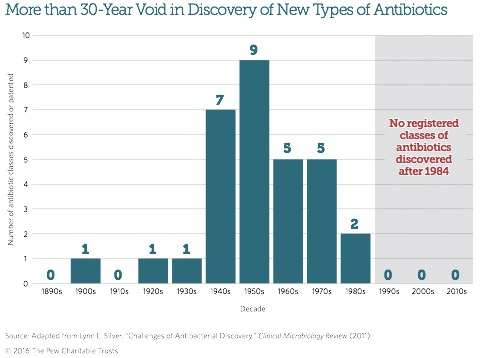 More than 30-Year Void in Discovery of New Types of Antibiotics
Number of antibiotic classes discovered or patented
10
9
8
7
6
5
4
3
2
1
0
0
1
0
1
1
7
9
5
5
2
0
0
0
No registered
classes of
antibiotics
discovered
after 1984
1890s 1900s 1910s 1920s 1930s 1940s 1950s 1960s 1970s 1980s 1990s 2000s 2010s
Decade
Source: Adapted from Lynn L. Silver, "Challenges of Antibacterial Discovery," Clinical Microbiology Review (2011)
© 2016 The Pew Charitable Trusts